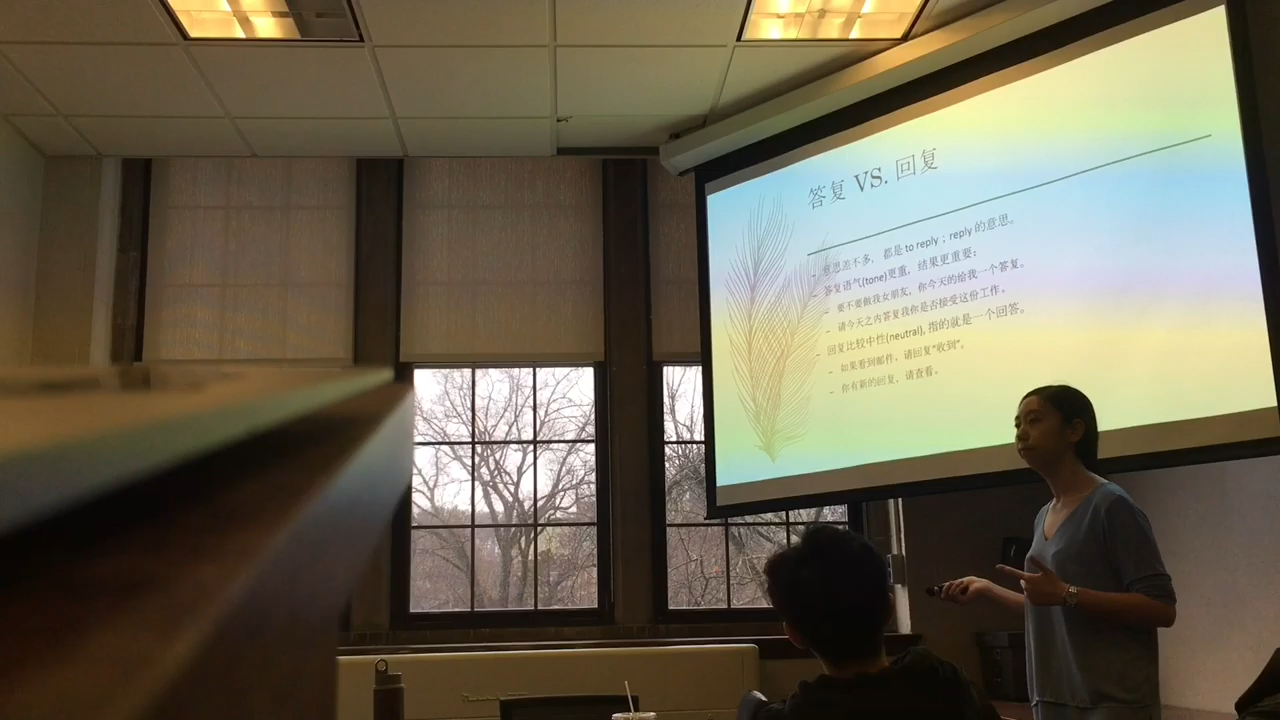 答复 VS. 回复
– 意思差不多，都是 to reply；reply 的意思。
– 答复语气(tone)更重，结果更重要：
– 要不要做我女朋友，你今天的给我一个答复。
– 请今天之内答复我你是否接受这份工作。
– 回复比较中性(neutral), 指的就是一个回答。
– 如果看到邮件，请回复“收到”。
– 你有新的回复，请查看。